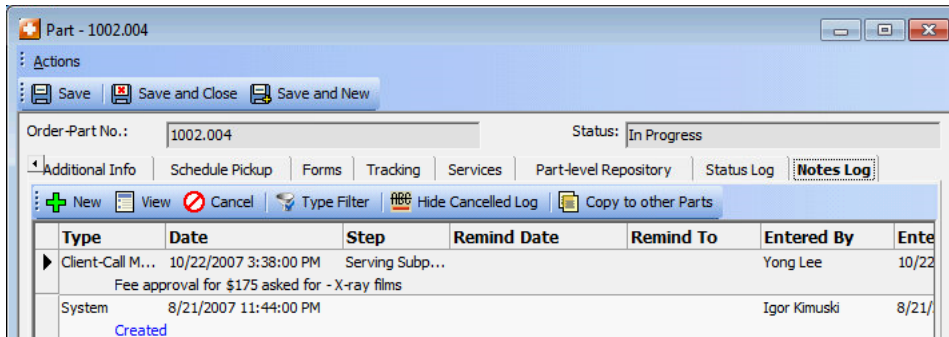 Part - 1002.004
Actions
Save Save and Close Save and New
Order-Part No.: 1002.004 Status: In Progress
Additional Info Schedule Pickup Forms Tracking Services Part-level Repository Status Log Notes Log
New View Cancel Type Filter ABC Hide Cancelled Log Copy to other Parts
Type Date Step Remind Date Remind To Entered By Ente
Client-Call M... 10/22/2007 3:38:00 PM Serving Subp... Yong Lee 10/22
Fee approval for $175 asked for - X-ray films
System 8/21/2007 11:44:00 PM Igor Kimuski 8/21/
Created